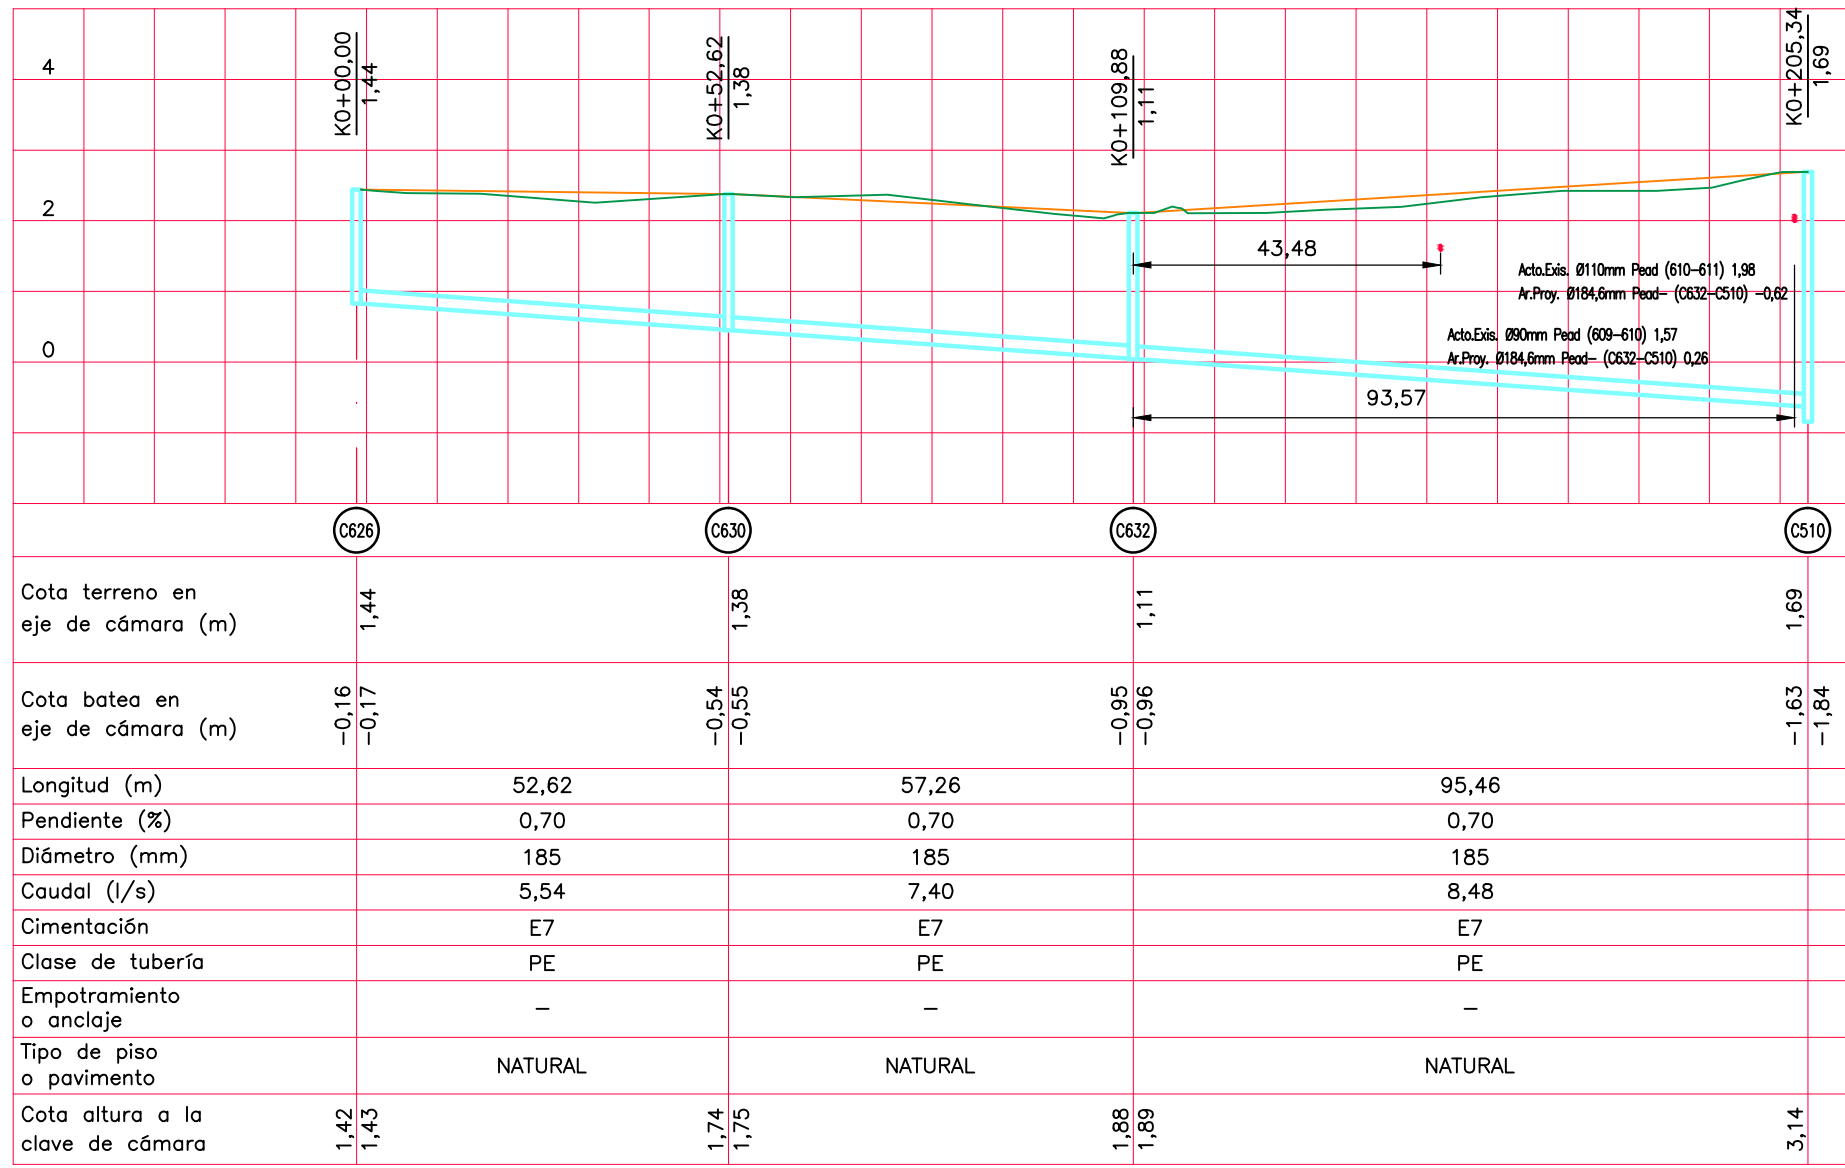 K0+00,00
1,44
K0+52,62
1,38
K0+109,88
1,11
K0+205,34
1,69
4
2
0
43,48
Acto.Exis. Ø110mm Pead (610-611) 1,98
Ar.Proy. Ø184,6mm Pead- (C632-C510) -0,62
Acto.Exis. Ø90mm Pead (609-610) 1,57
Ar.Proy. Ø184,6mm Pead- (C632-C510) 0,26
93,57
C626 C630 C632 C510
Cota terreno en
eje de cámara (m)
1,44 1,38 1,11 1,69
Cota batea en
eje de cámara (m)
-0,16 -0,54 -0,95 -1,63
-0,17 -0,55 -0,96 -1,84
Longitud (m) 52,62 57,26 95,46
Pendiente (%) 0,70 0,70 0,70
Diámetro (mm) 185 185 185
Caudal (l/s) 5,54 7,40 8,48
Cimentación E7 E7 E7
Clase de tubería PE PE PE
Empotramiento
o anclaje
- - -
Tipo de piso
o pavimento
NATURAL NATURAL NATURAL
Cota altura a la
clave de cámara
1,42 1,74 1,88 3,14
1,43 1,75 1,89